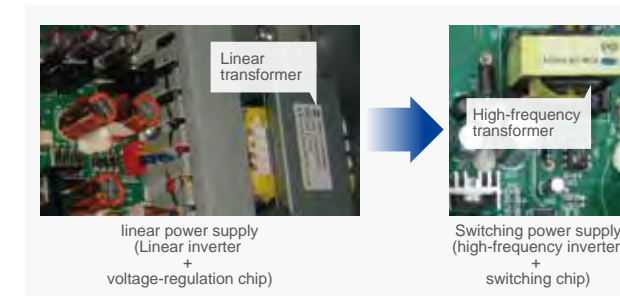 Linear
transformer
High-frequency
transformer
linear power supply
(Linear inverter
+
voltage-regulation chip)
Switching power supply
(high-frequency inverter
+
switching chip)